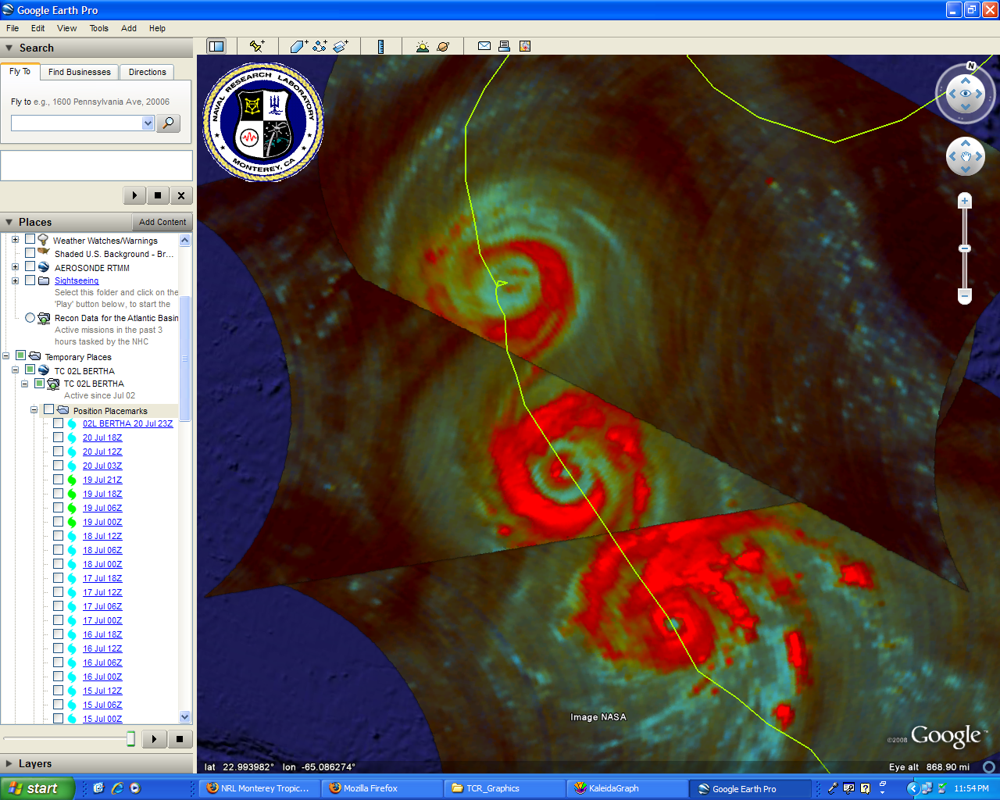 Google Earth Pro
File Edit View Tools Add Help
Search
Fly To Find Businesses Directions
Fly to e.g., 1600 Pennsylvania Ave, 20006
Places Add Content
Weather Watches/Warnings
Shaded U.S. Background - Br...
AEROSONDE RTMM
Sightseeing
Select this folder and click on the
'Play' button below, to start the
Recon Data for the Atlantic Basin
Active missions in the past 3
hours tasked by the NHC
Temporary Places
TC 02L BERTHA
TC 02L BERTHA
Active since Jul 02
Position Placemarks
02L BERTHA 20 Jul 23Z
20 Jul 18Z
20 Jul 12Z
20 Jul 03Z
19 Jul 21Z
19 Jul 18Z
19 Jul 06Z
19 Jul 00Z
18 Jul 12Z
18 Jul 06Z
18 Jul 00Z
17 Jul 18Z
17 Jul 12Z
17 Jul 06Z
17 Jul 00Z
16 Jul 18Z
16 Jul 12Z
16 Jul 06Z
16 Jul 00Z
15 Jul 12Z
15 Jul 06Z
15 Jul 00Z
Layers
NAVAL RESEARCH LABORATORY
MONTEREY, CA
N
Image NASA
©2008 Google™
lat 22.993982° lon -65.086274° Eye alt 868.90 mi
start NRL Monterey Tropic... Mozilla Firefox TCR_Graphics KaleidaGraph Google Earth Pro 11:54 PM